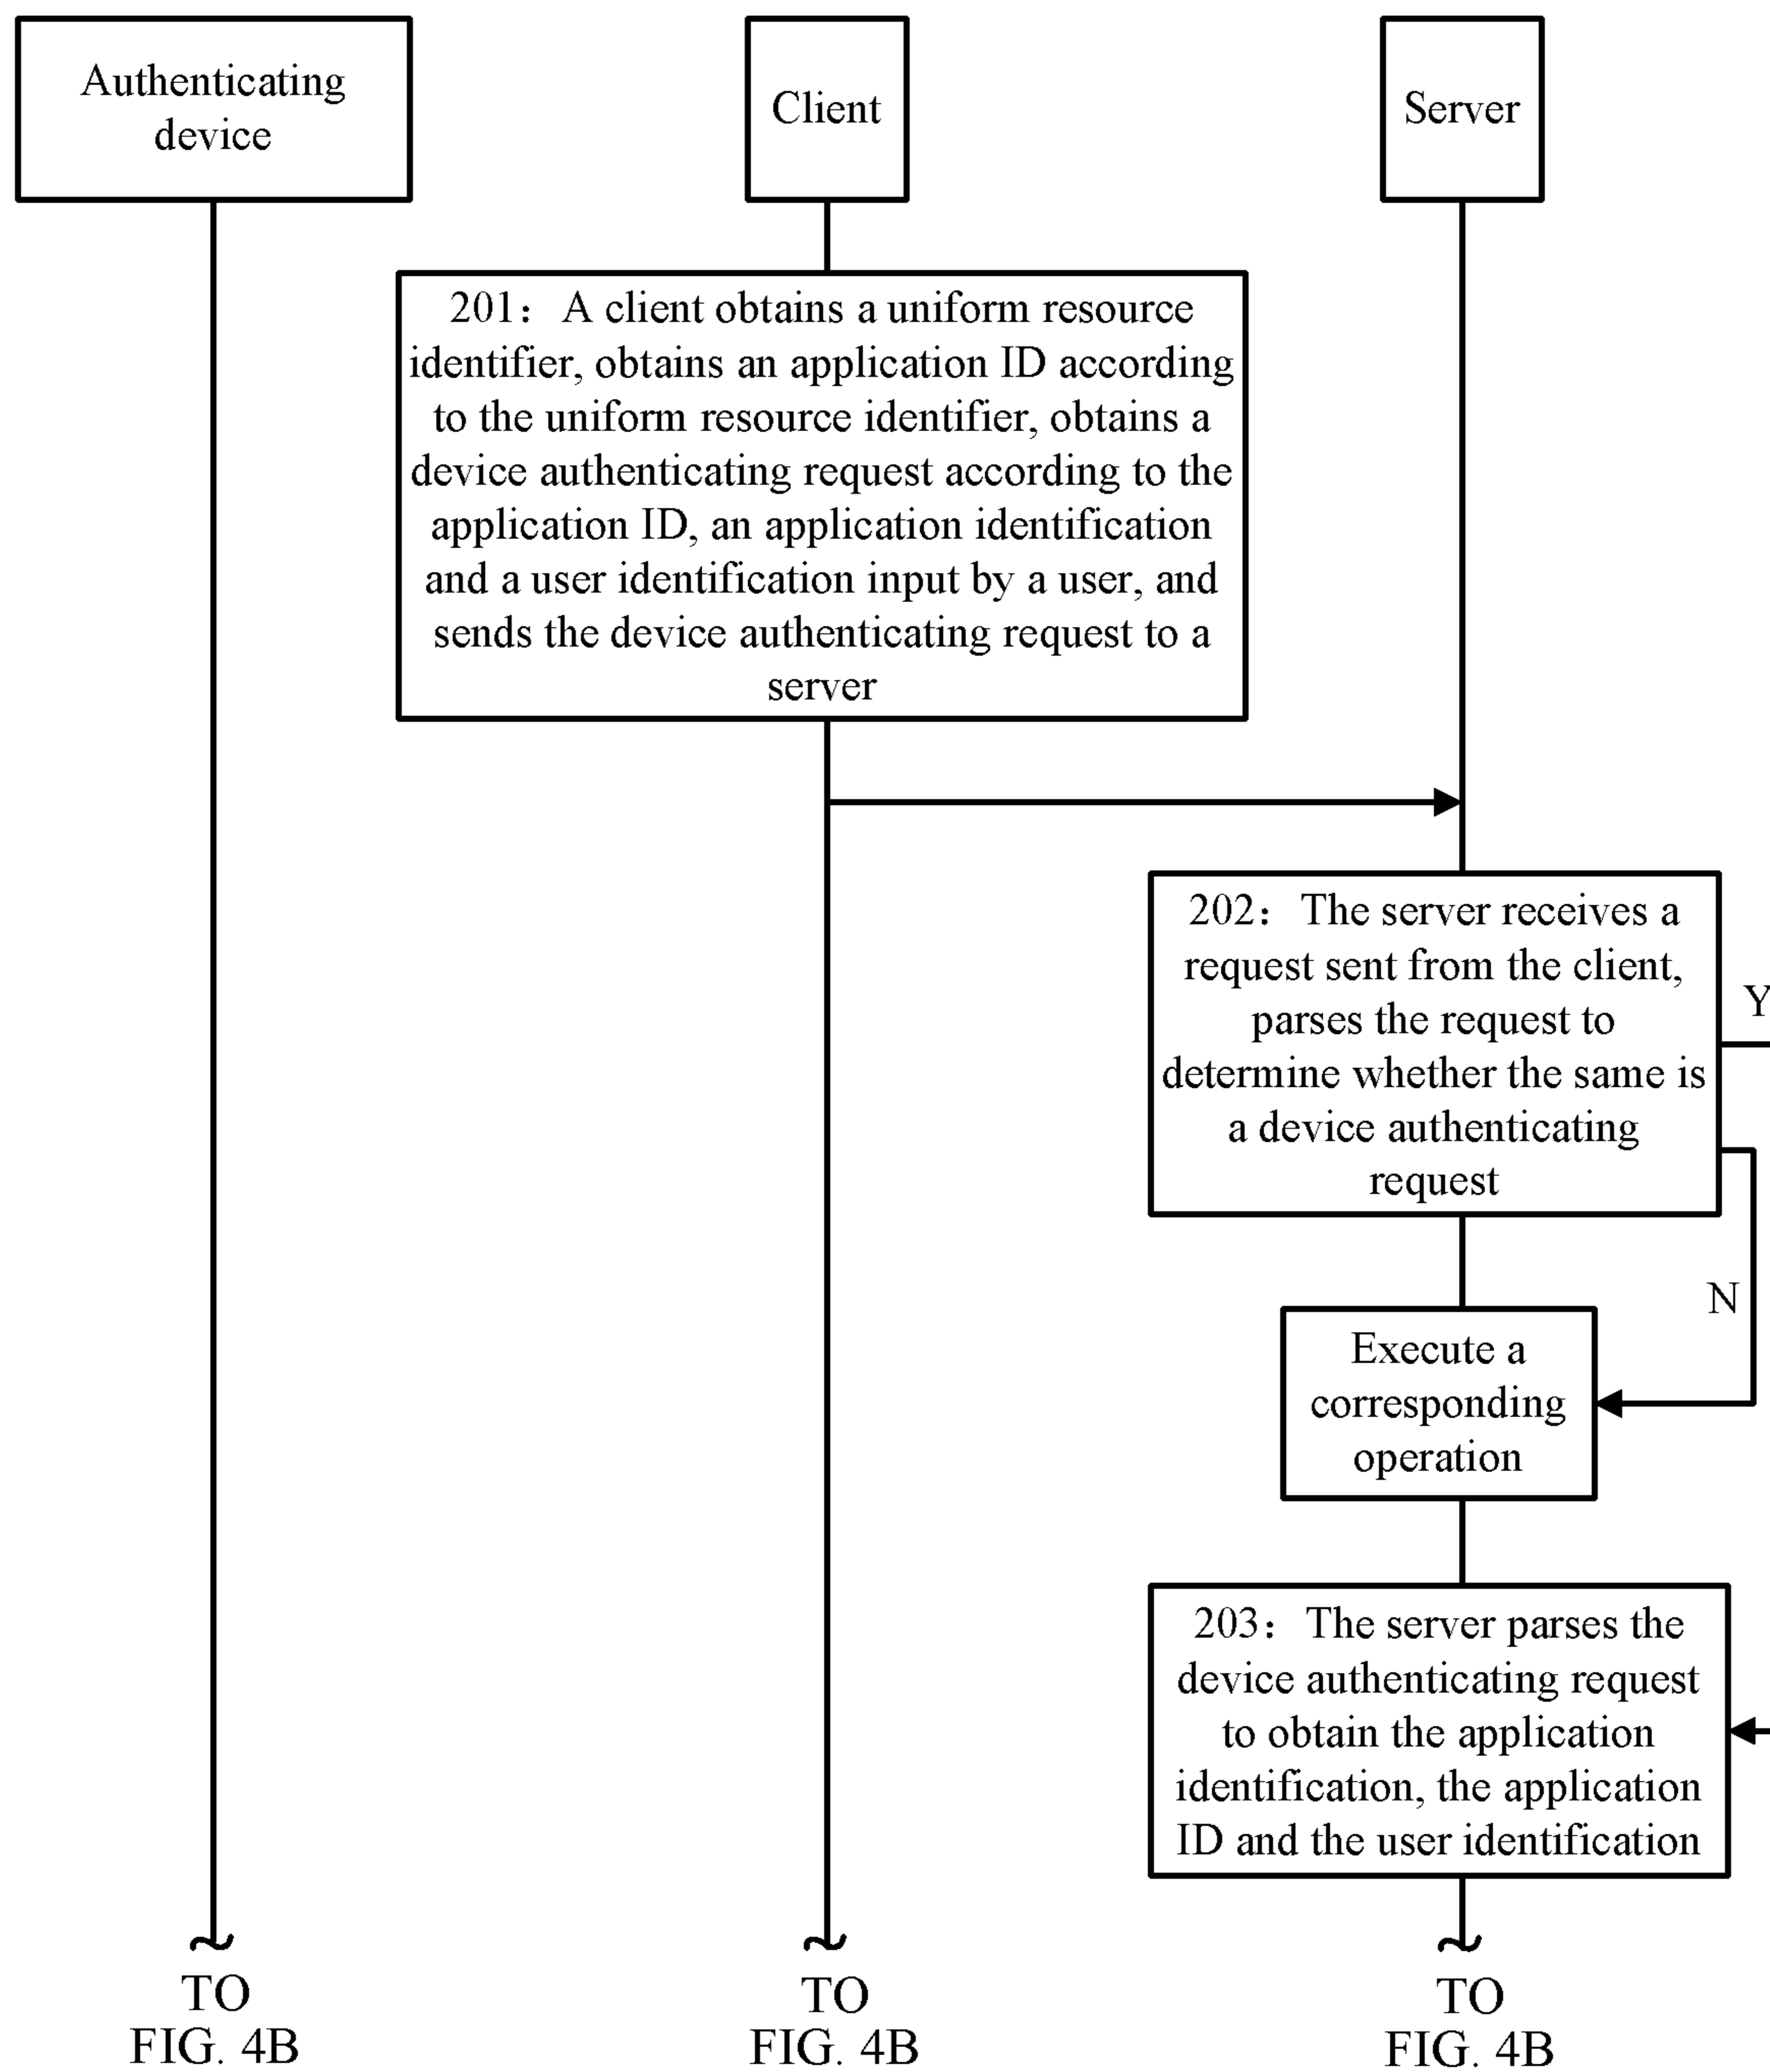 Authenticating
device
Client
Server
201：A client obtains a uniform resource
identifier, obtains an application ID according
to the uniform resource identifier, obtains a
device authenticating request according to the
application ID, an application identification
and a user identification input by a user, and
sends the device authenticating request to a
server
202：The server receives a
request sent from the client,
parses the request to
determine whether the same is
a device authenticating
request
Y
N
Execute a
corresponding
operation
203：The server parses the
device authenticating request
to obtain the application
identification, the application
ID and the user identification
TO
FIG. 4B
TO
FIG. 4B
TO
FIG. 4B